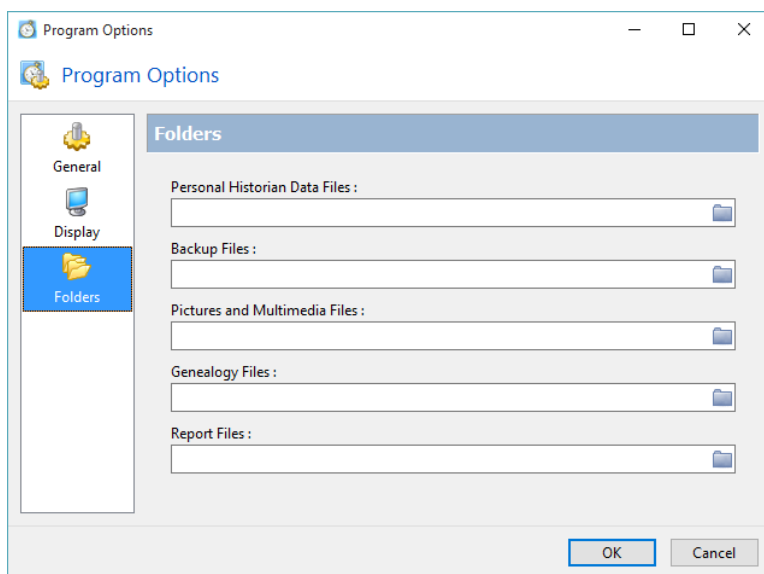 Program Options
Program Options
General
Display
Folders
Folders
Personal Historian Data Files :
Backup Files :
Pictures and Multimedia Files :
Genealogy Files :
Report Files :
OK
Cancel